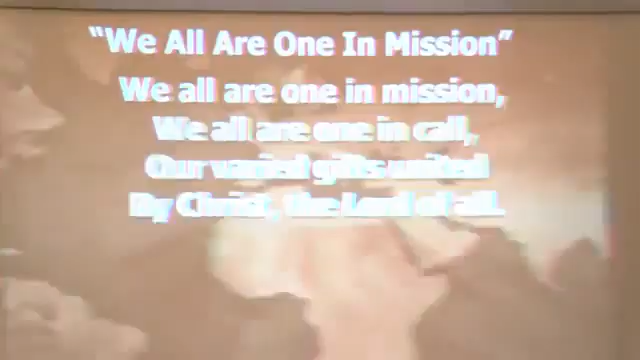 "We All Are One In Mission"
We all are one in mission,
We all are one in call,
Our varied gifts united
By Christ, the Lord of all.